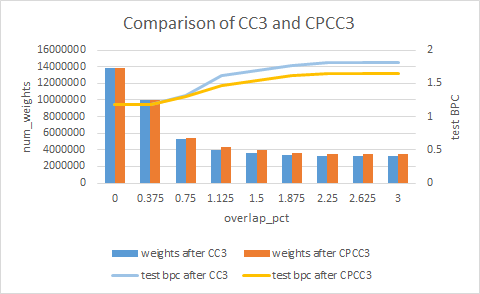 Comparison of CC3 and CPCC3
num_weights
16000000
14000000
12000000
10000000
8000000
6000000
4000000
2000000
0
2
1.5
1
0.5
0
test BPC
0 0.375 0.75 1.125 1.5 1.875 2.25 2.625 3
overlap_pct
weights after CC3 weights after CPCC3
test bpc after CC3 test bpc after CPCC3